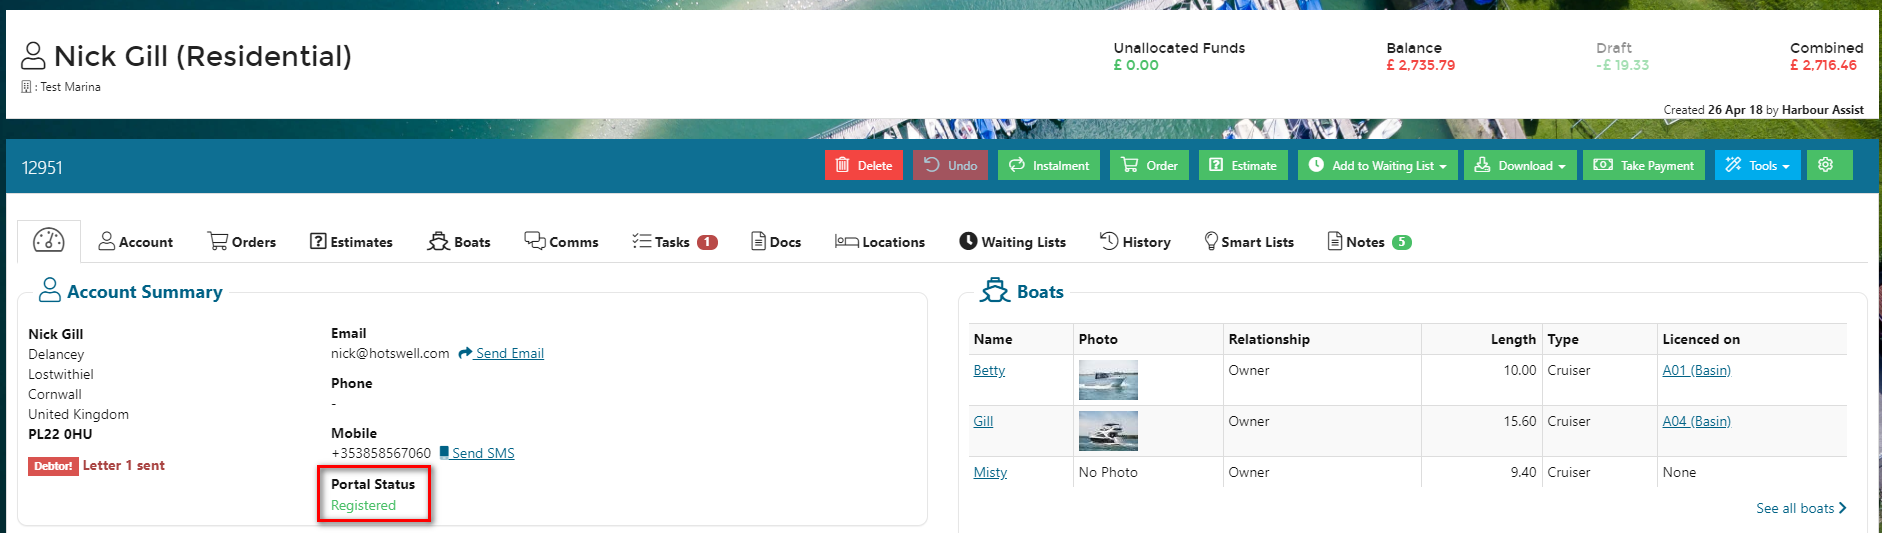 Nick Gill (Residential)
: Test Marina
Unallocated Funds
£ 0.00
Balance
£ 2,735.79
Draft
-£ 19.33
Combined
£ 2,716.46
Created 26 Apr 18 by Harbour Assist
12951
Delete
Undo
Instalment
Order
Estimate
Add to Waiting List
Download
Take Payment
Tools
Account
Orders
Estimates
Boats
Comms
Tasks 1
Docs
Locations
Waiting Lists
History
Smart Lists
Notes 5
Account Summary
Nick Gill
Delancey
Lostwithiel
Cornwall
United Kingdom
PL22 0HU
Debtor! Letter 1 sent
Email
nick@hotswell.com Send Email
Phone
-
Mobile
+353858567060 Send SMS
Portal Status
Registered
Boats
Name Photo Relationship Length Type Licenced on
Betty Owner 10.00 Cruiser A01 (Basin)
Gill Owner 15.60 Cruiser A04 (Basin)
Misty No Photo Owner 9.40 Cruiser None
See all boats